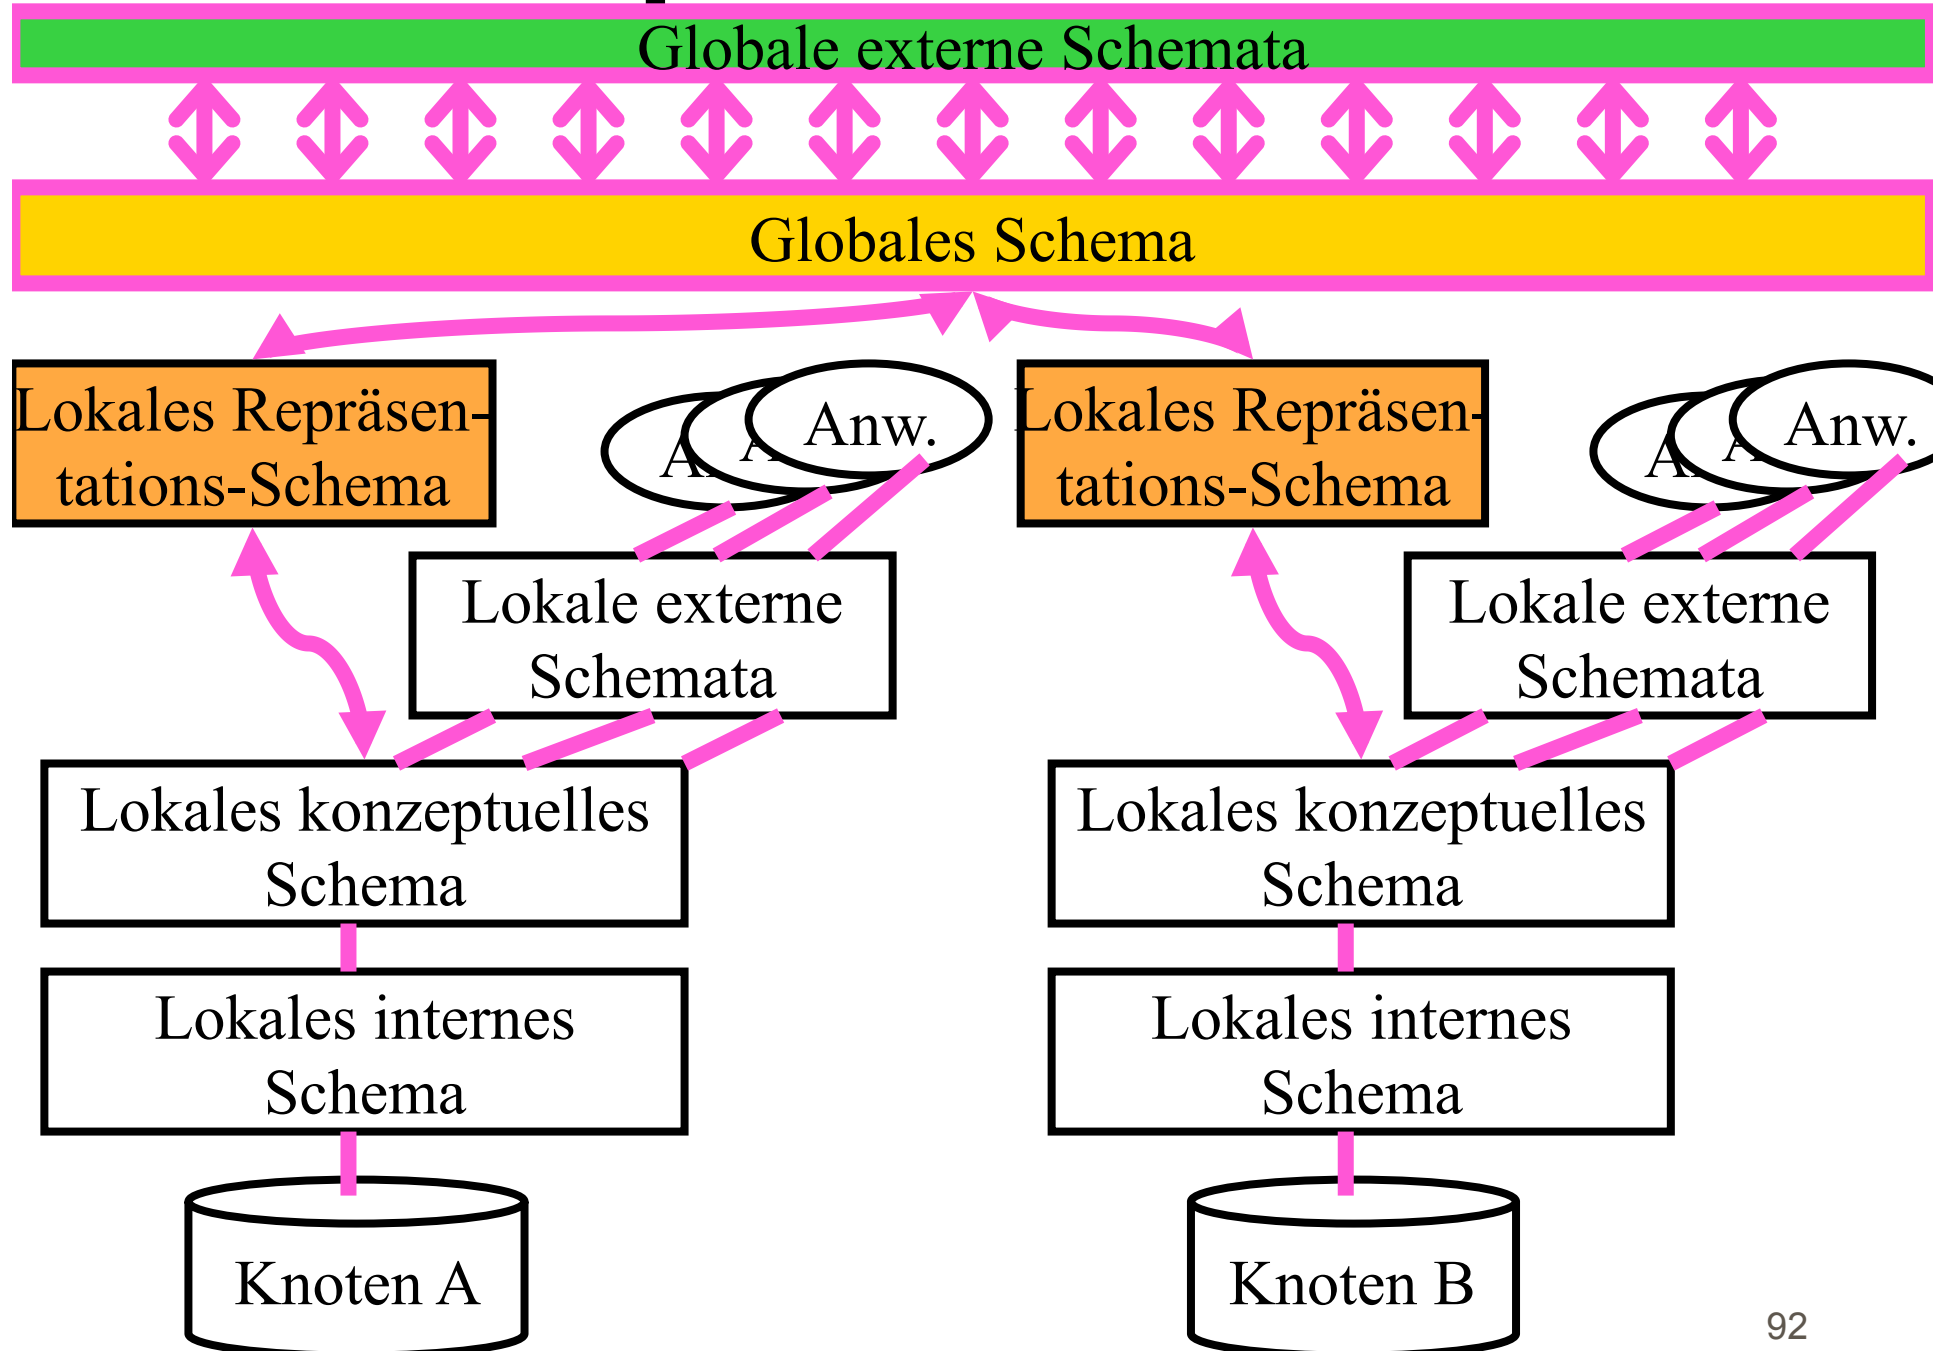 Globale externe Schemata
Globales Schema
Lokales Repräsen-
tations-Schema
Anw.
Lokales Repräsen-
tations-Schema
Anw.
Lokale externe
Schemata
Lokale externe
Schemata
Lokales konzeptuelles
Schema
Lokales konzeptuelles
Schema
Lokales internes
Schema
Lokales internes
Schema
Knoten A
Knoten B
92